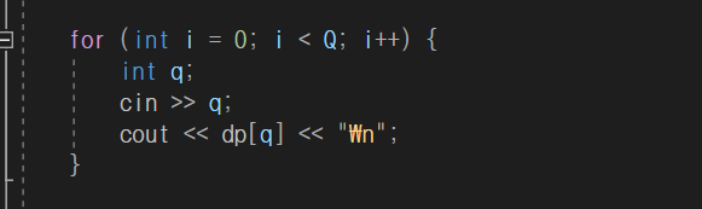 for (int i = 0; i < Q; i++) {
int q;
cin >> q;
cout << dp[q] << "₩n";
}